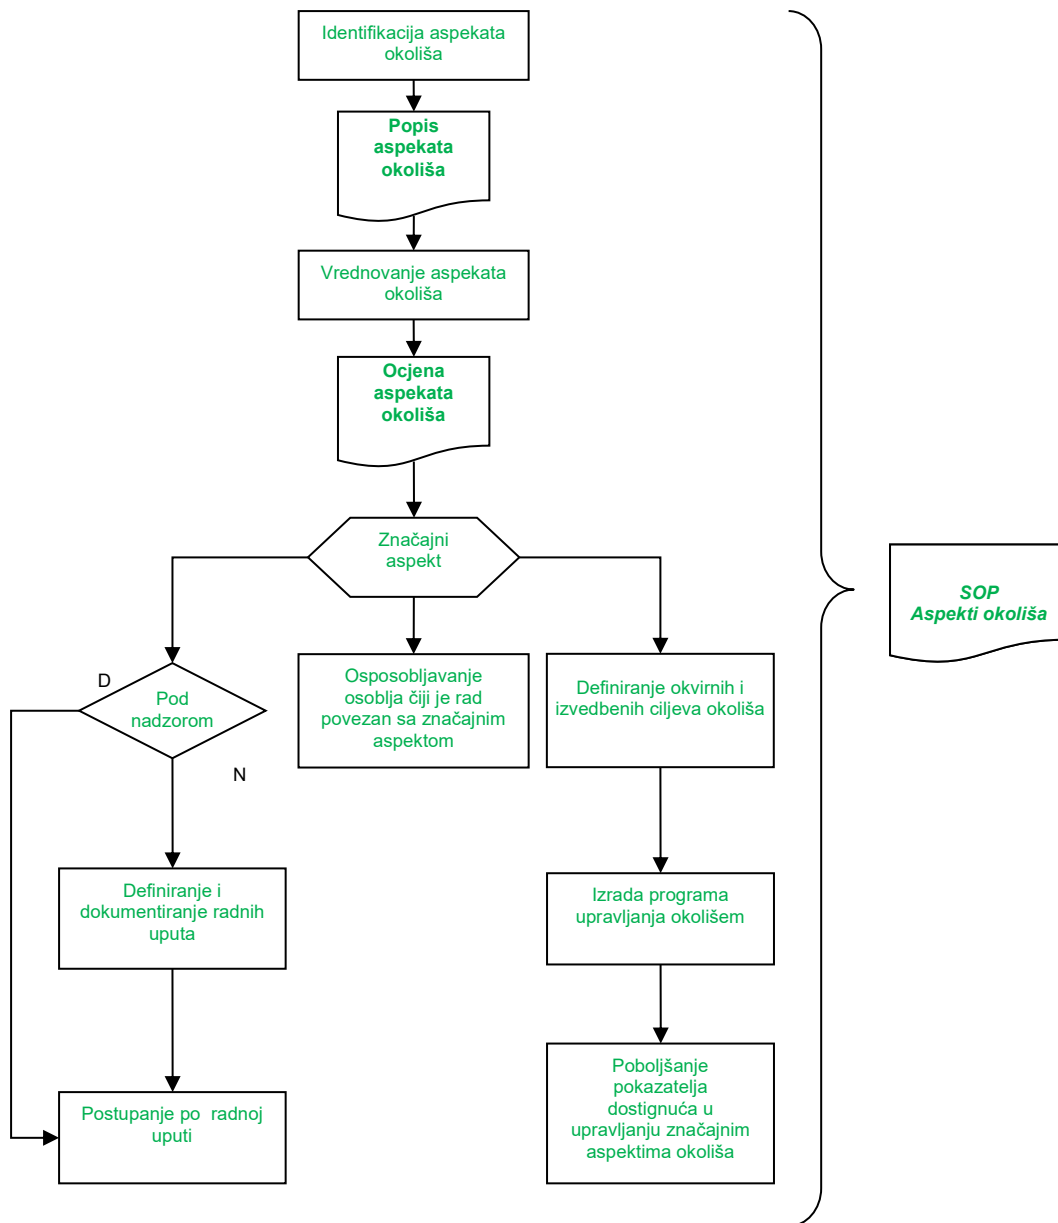 Identifikacija aspekata
okoliša
Popis
aspekata
okoliša
Vrednovanje aspekata
okoliša
Ocjena
aspekata
okoliša
Značajni
aspekt
SOP
Aspekti okoliša
D
Pod
nadzorom
N
Osposobljavanje
osoblja čiji je rad
povezan sa značajnim
aspektom
Definiranje okvirnih i
izvedbenih ciljeva okoliša
Definiranje i
dokumentiranje radnih
uputa
Izrada programa
upravljanja okolišem
Postupanje po  radnoj
uputi
Poboljšanje
pokazatelja
dostignuća u
upravljanju značajnim
aspektima okoliša